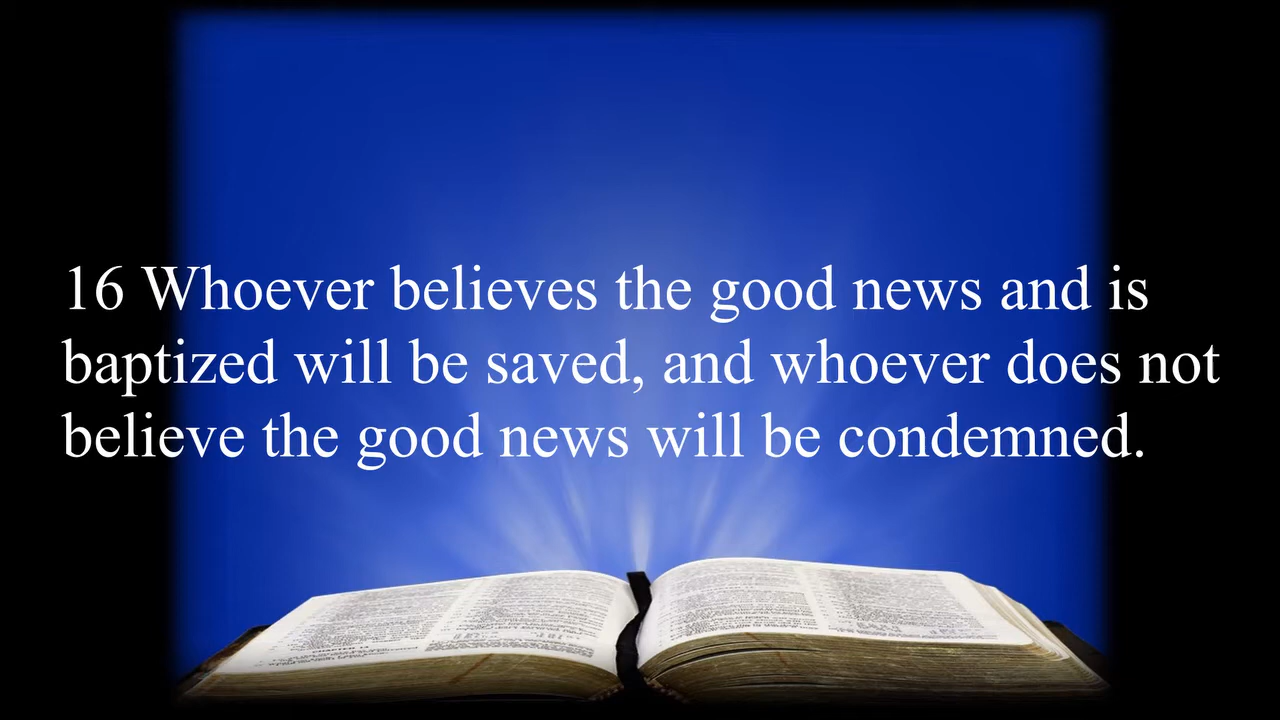 16 Whoever believes the good news and is
baptized will be saved, and whoever does not
believe the good news will be condemned.